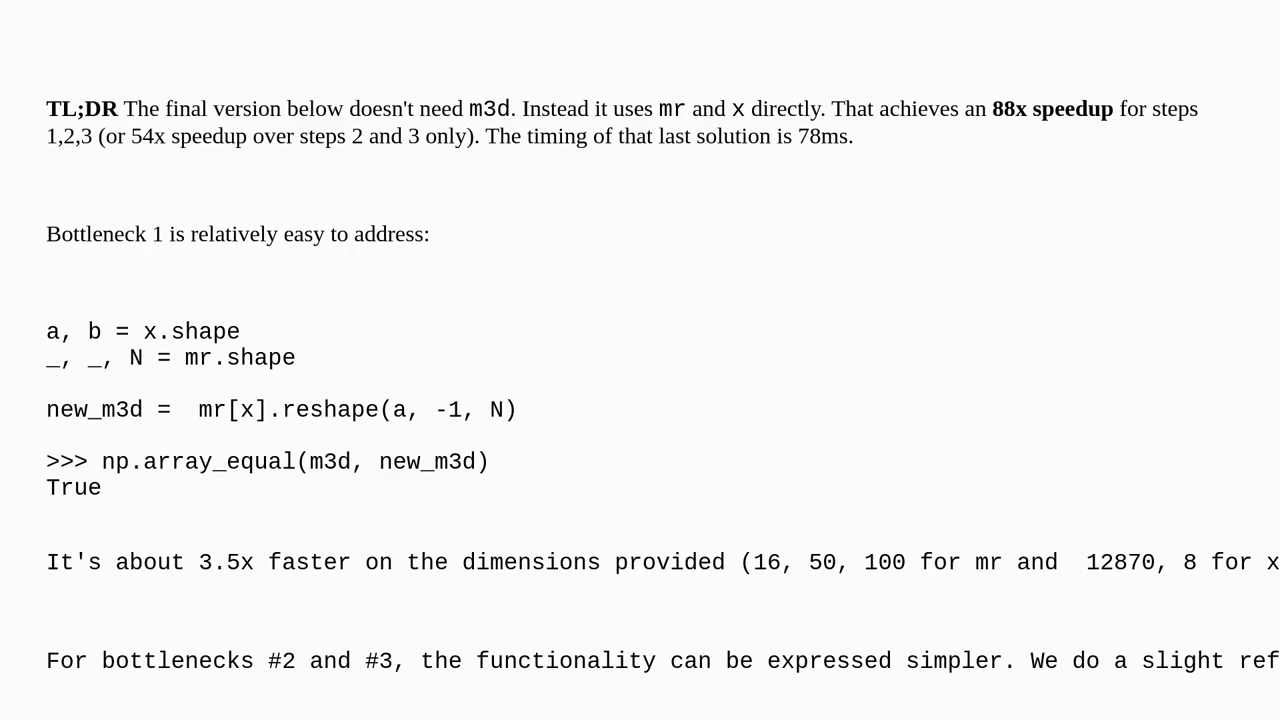 TL;DR The final version below doesn't need m3d. Instead it uses mr and x directly. That achieves an 88x speedup for steps
1,2,3 (or 54x speedup over steps 2 and 3 only). The timing of that last solution is 78ms.
Bottleneck 1 is relatively easy to address:
a, b = x.shape
_, _, N = mr.shape
new_m3d =  mr[x].reshape(a, -1, N)
>>> np.array_equal(m3d, new_m3d)
True
It's about 3.5x faster on the dimensions provided (16, 50, 100 for mr and  12870, 8 for x
For bottlenecks #2 and #3, the functionality can be expressed simpler. We do a slight ref